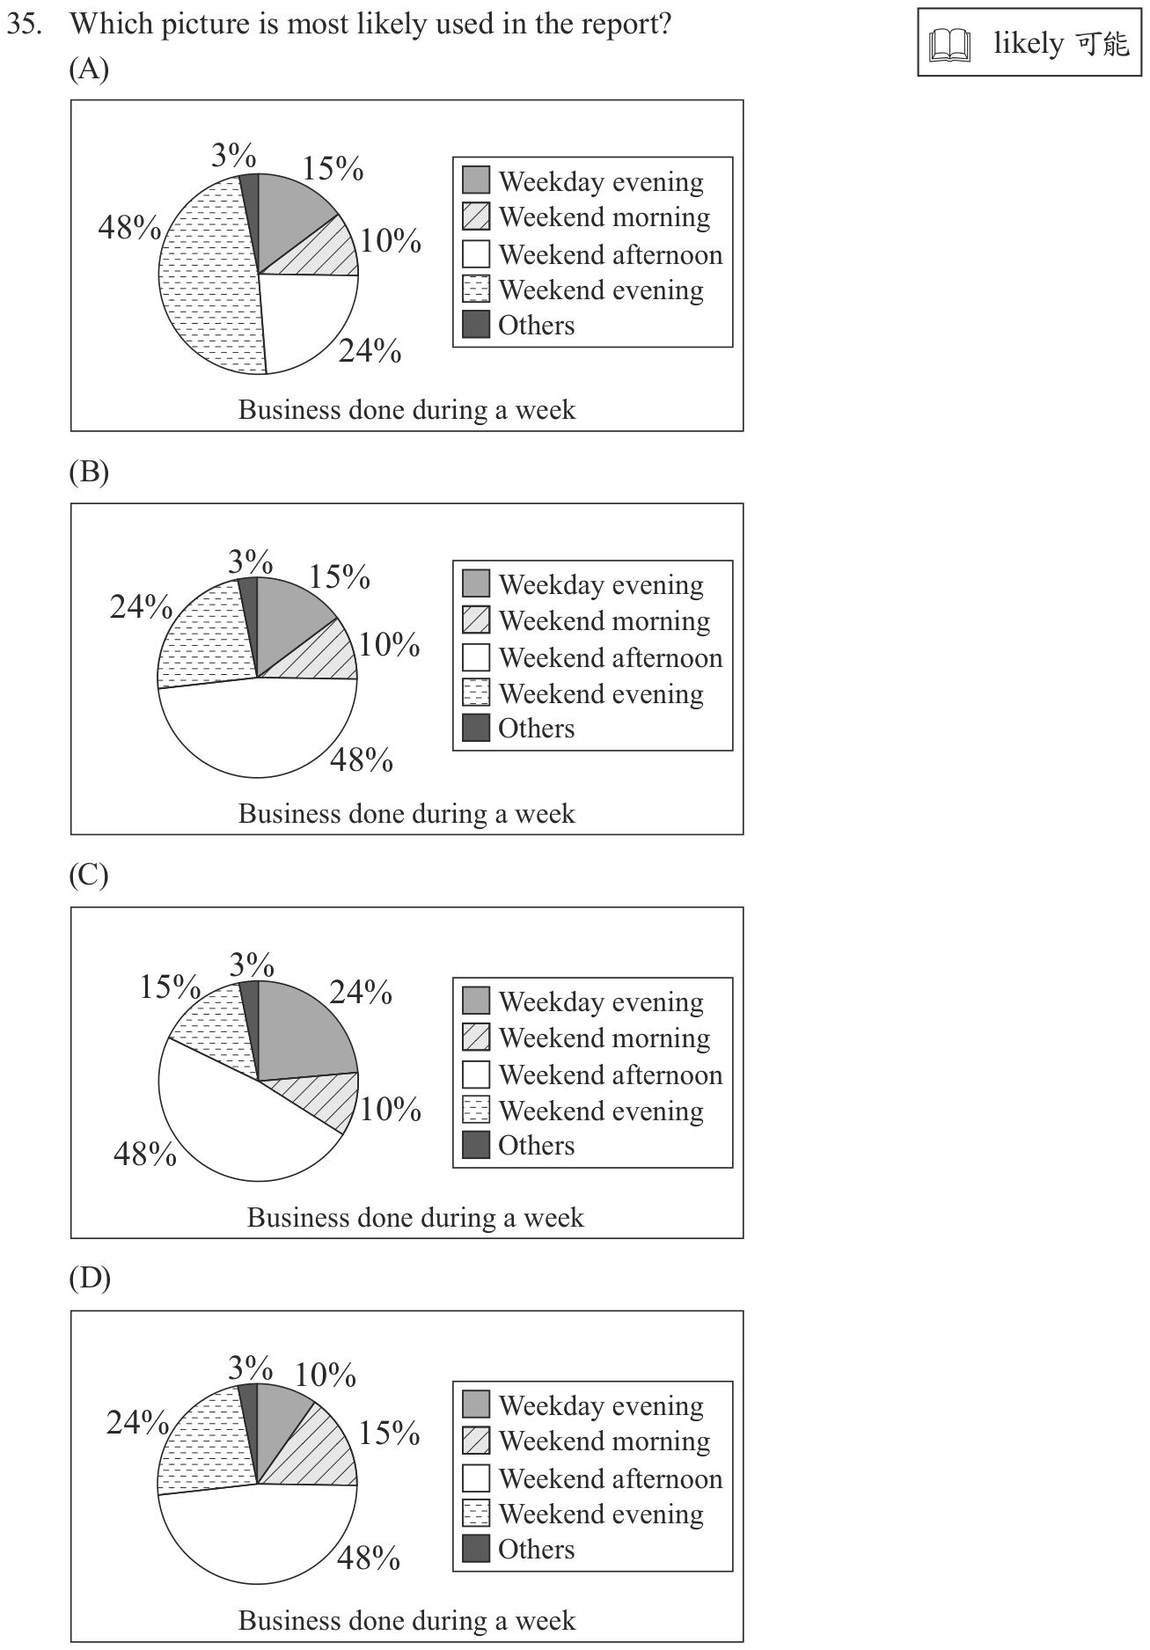 35. Which picture is most likely used in the report?
likely 可能
(A)
3%
15%
48%
10%
24%
Weekday evening
Weekend morning
Weekend afternoon
Weekend evening
Others
Business done during a week
(B)
3%
15%
24%
10%
48%
Weekday evening
Weekend morning
Weekend afternoon
Weekend evening
Others
Business done during a week
(C)
3%
15%
24%
10%
48%
Weekday evening
Weekend morning
Weekend afternoon
Weekend evening
Others
Business done during a week
(D)
3%
10%
24%
15%
48%
Weekday evening
Weekend morning
Weekend afternoon
Weekend evening
Others
Business done during a week